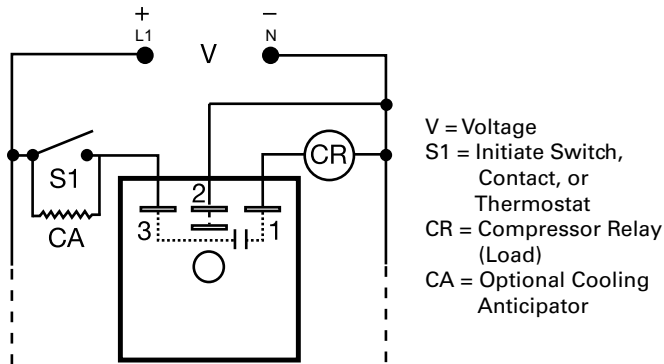 + –
L1 N
V
S1
CR
CA
2
3 1
V = Voltage
S1 = Initiate Switch,
Contact, or
Thermostat
CR = Compressor Relay
(Load)
CA = Optional Cooling
Anticipator